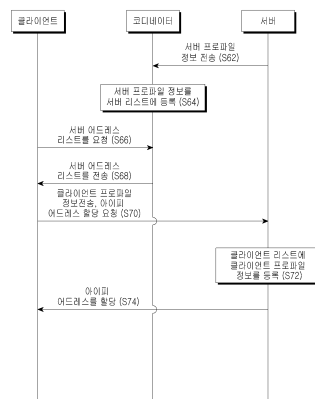 클라이언트
코디네이터
서버
서버 프로파일
정보 전송 (S62)
서버 프로파일 정보를
서버 리스트에 등록 (S64)
서버 어드레스
리스트를 요청 (S66)
서버 어드레스
리스트를 전송 (S68)
클라이언트 프로파일
정보전송, 아이피
어드레스 할당 요청 (S70)
클라이언트 리스트에
클라이언트 프로파일
정보를 등록 (S72)
아이피
어드레스를 할당 (S74)